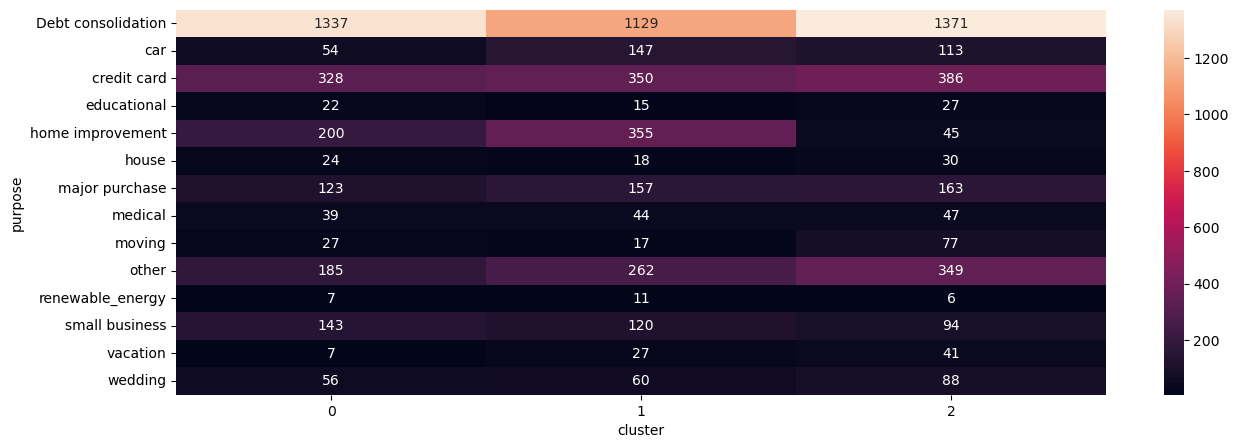 Debt consolidation 1337 1129 1371
car 54 147 113
credit card 328 350 386
educational 22 15 27
home improvement 200 355 45
house 24 18 30
major purchase 123 157 163
medical 39 44 47
moving 27 17 77
other 185 262 349
renewable_energy 7 11 6
small business 143 120 94
vacation 7 27 41
wedding 56 60 88
0 1 2
cluster
purpose
1200
1000
800
600
400
200